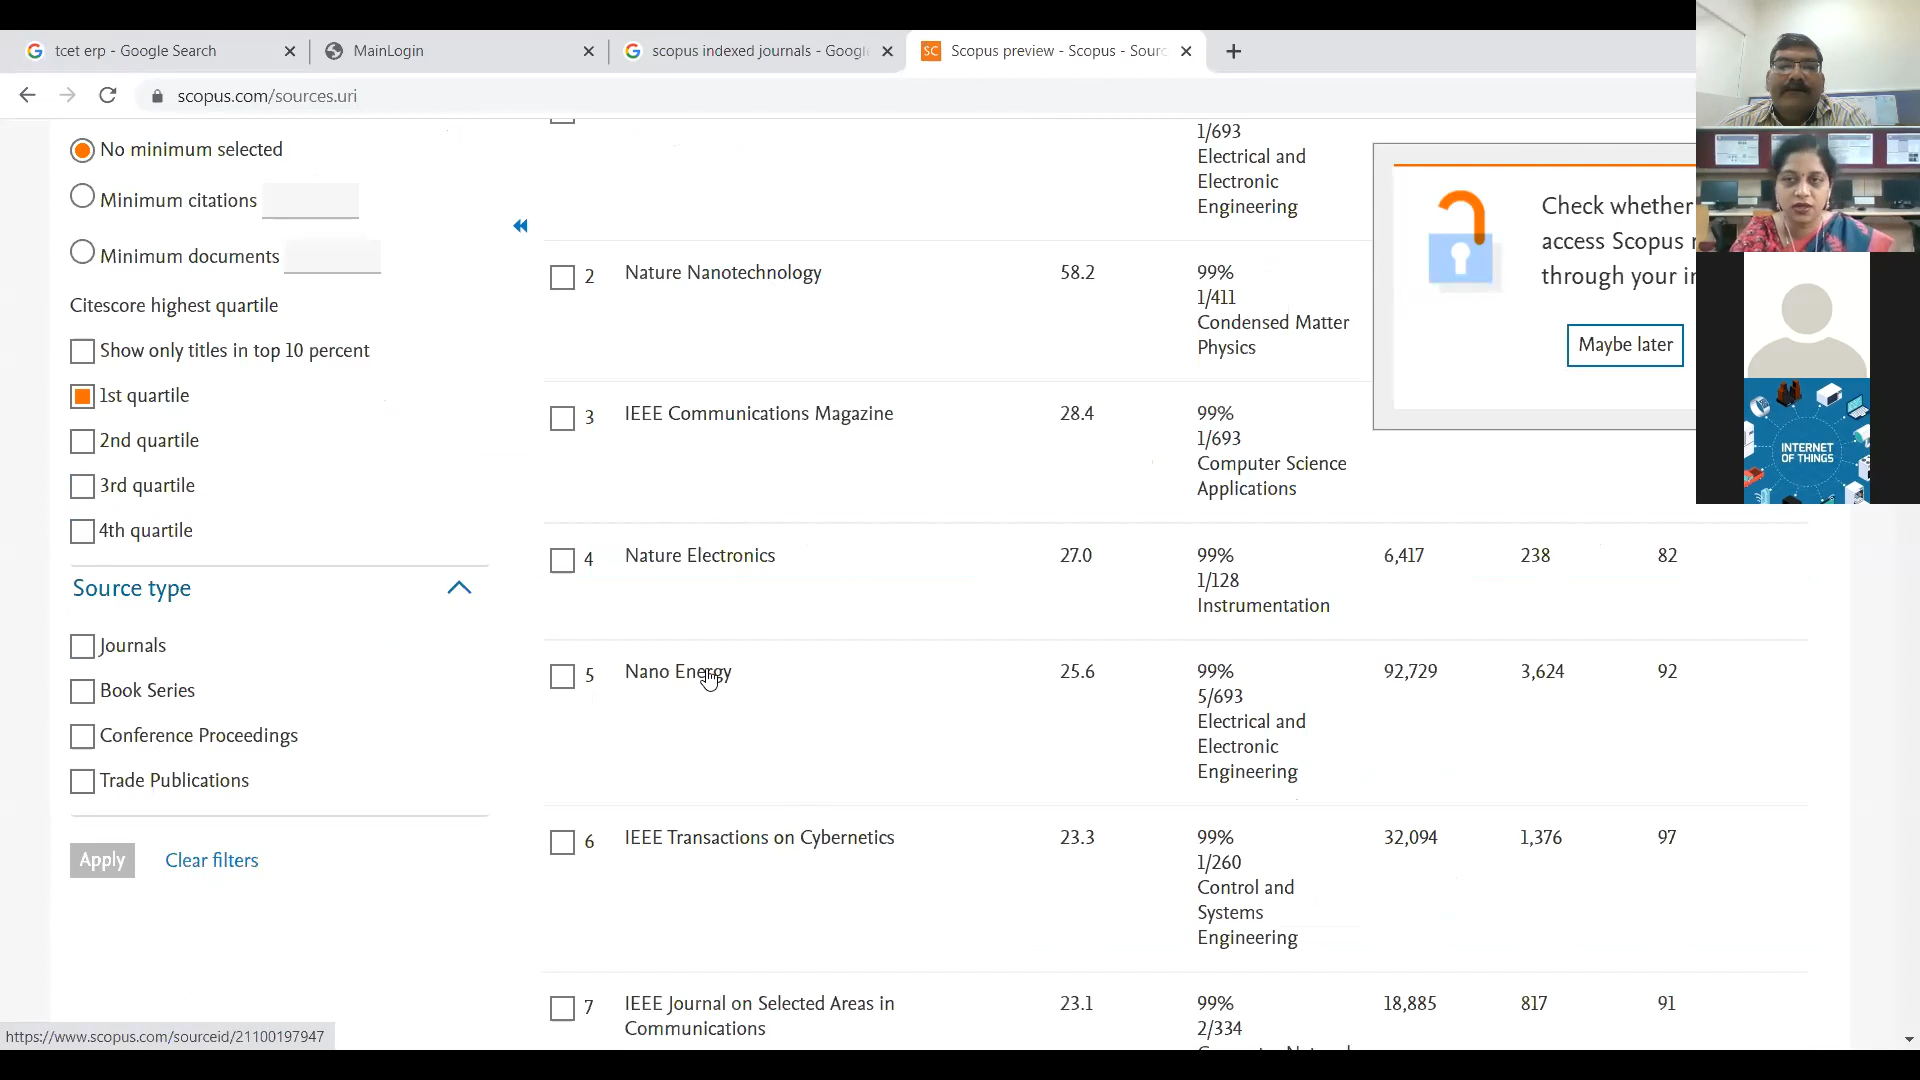 tcet erp - Google Search
MainLogin
scopus indexed journals - Google
SC Scopus preview - Scopus - Sourc
scopus.com/sources.uri
No minimum selected
Minimum citations
Minimum documents
Citescore highest quartile
Show only titles in top 10 percent
1st quartile
2nd quartile
3rd quartile
4th quartile
Source type
Journals
Book Series
Conference Proceedings
Trade Publications
Apply Clear filters
1/693
Electrical and
Electronic
Engineering
2 Nature Nanotechnology 58.2 99%
1/411
Condensed Matter
Physics
3 IEEE Communications Magazine 28.4 99%
1/693
Computer Science
Applications
4 Nature Electronics 27.0 99% 6,417 238 82
1/128
Instrumentation
5 Nano Energy 25.6 99% 92,729 3,624 92
5/693
Electrical and
Electronic
Engineering
6 IEEE Transactions on Cybernetics 23.3 99% 32,094 1,376 97
1/260
Control and
Systems
Engineering
7 IEEE Journal on Selected Areas in 23.1 99% 18,885 817 91
Communications 2/334
Check whether
access Scopus
through your
Maybe later
INTERNET
OF THINGS
https://www.scopus.com/sourceid/21100197947